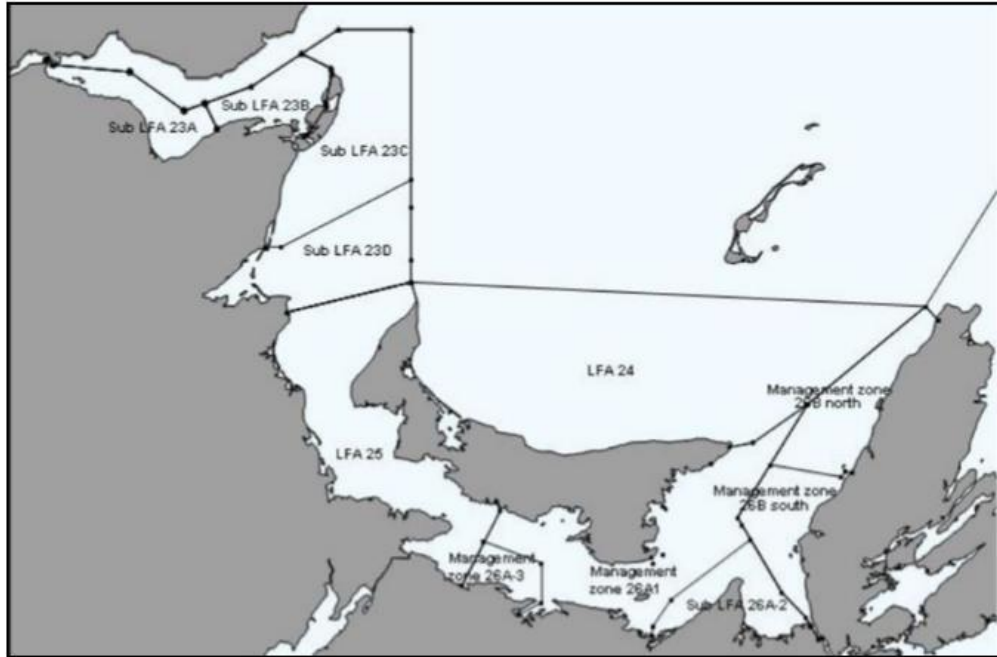 Sub LFA 23B
Sub LFA 23A
Sub LFA 23C
Sub LFA 23D
LFA 24
Management zone
26B north
LFA 25
Management zone
26B south
Management
zone 26A-3
Management
zone 26A1
Sub LFA 26A-2